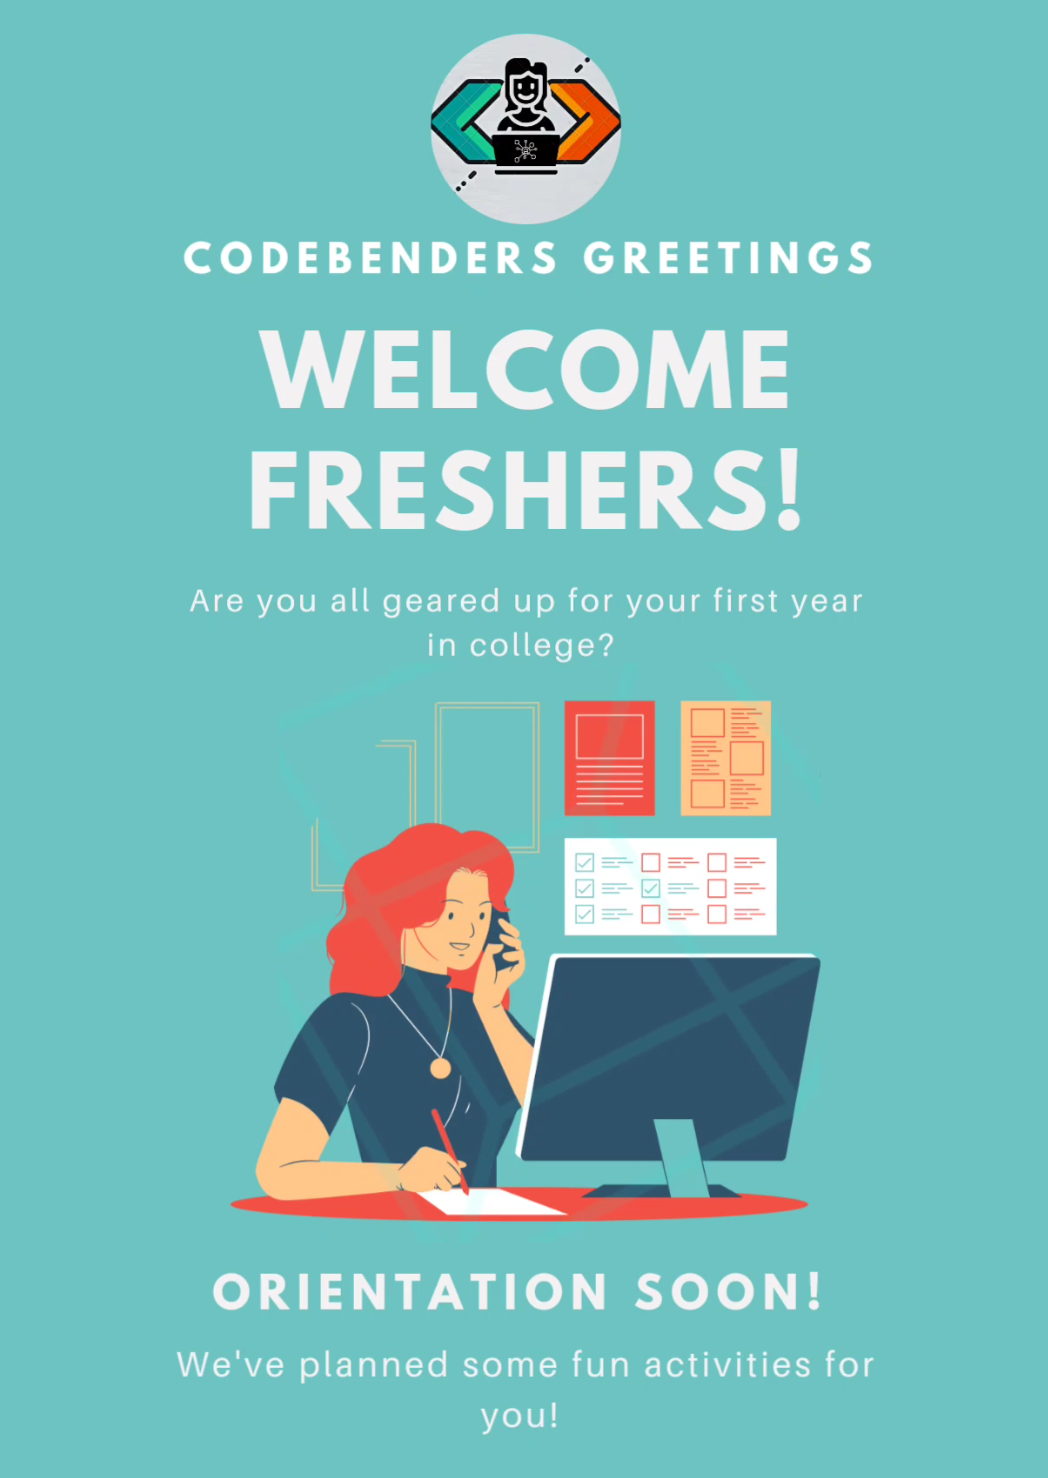 CODEBENDERS GREETINGS
WELCOME
FRESHERS!
Are you all geared up for your first year
in college?
ORIENTATION SOON!
We've planned some fun activities for
you!